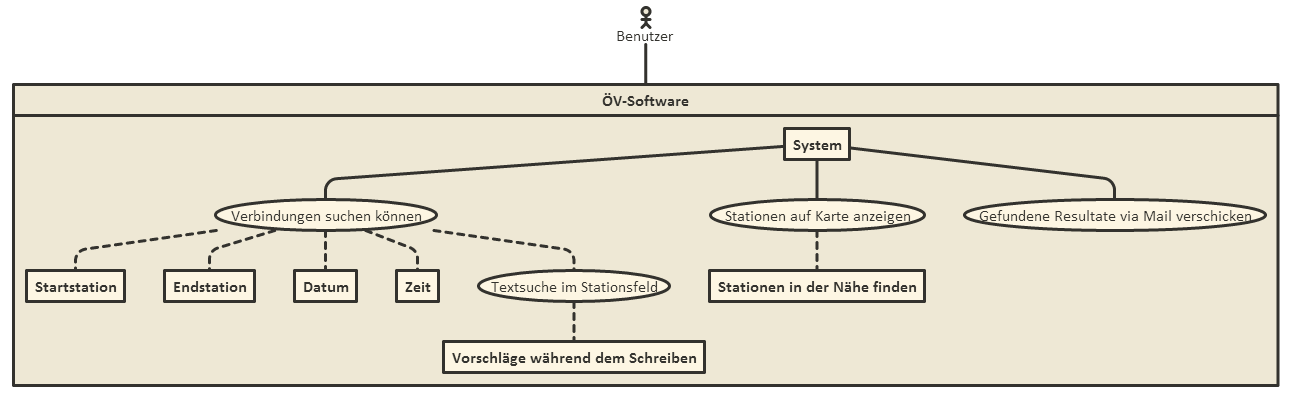 Benutzer
ÖV-Software
System
Verbindungen suchen können
Stationen auf Karte anzeigen
Gefundene Resultate via Mail verschicken
Startstation
Endstation
Datum
Zeit
Textsuche im Stationsfeld
Stationen in der Nähe finden
Vorschläge während dem Schreiben